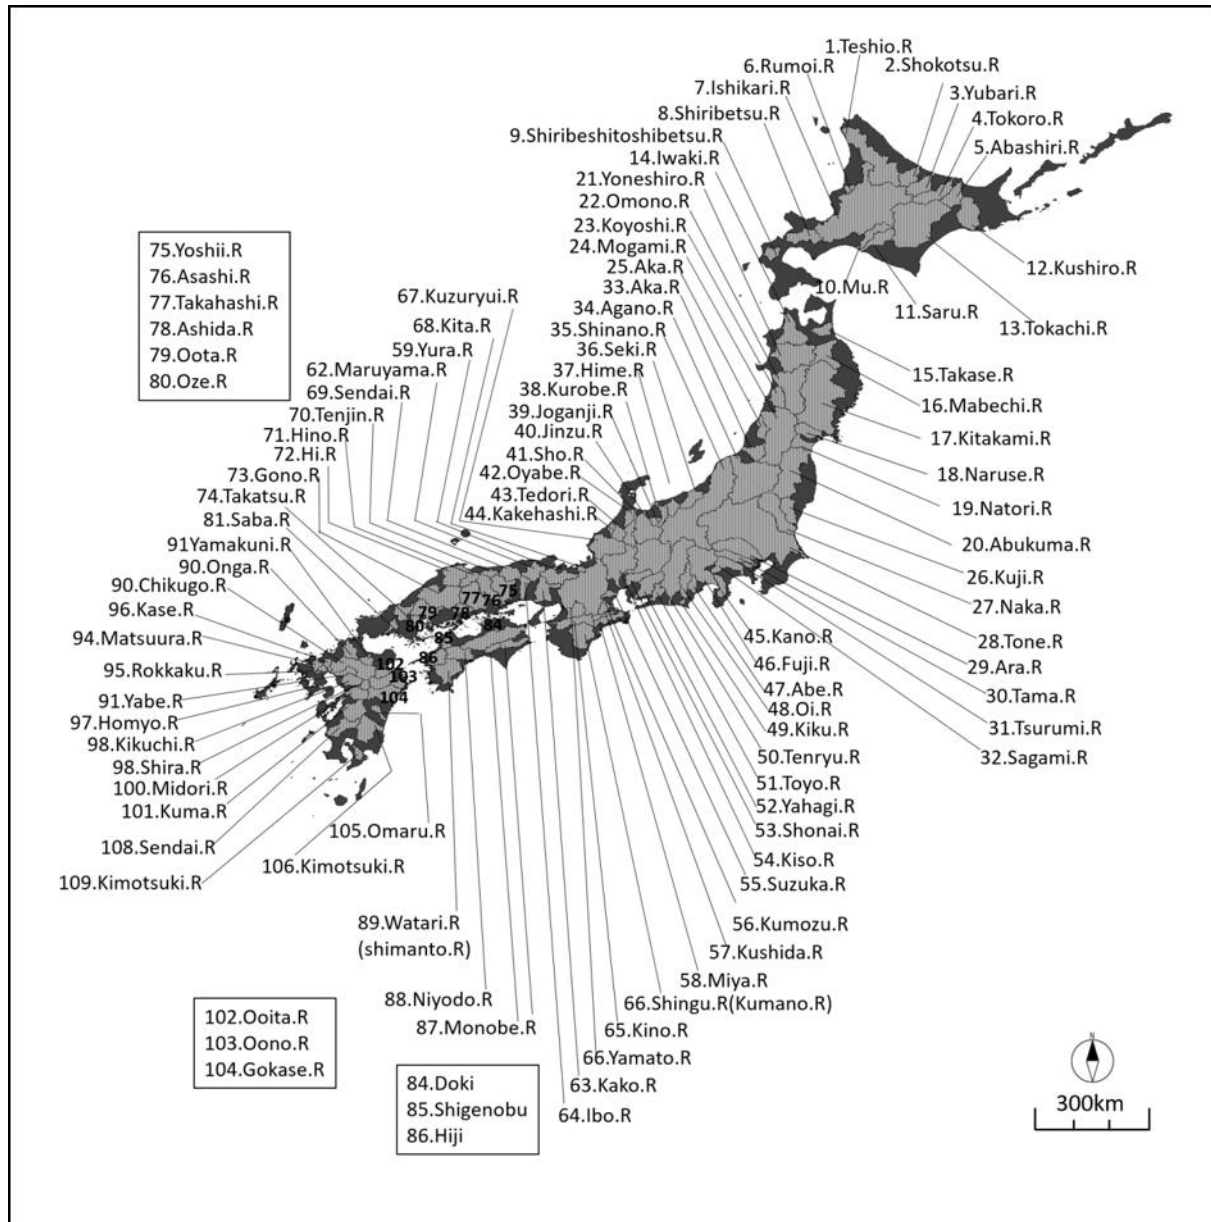 1.Teshio.R
6.Rumoi.R
2.Shokotsu.R
7.Ishikari.R
3.Yubari.R
8.Shiribetsu.R
4.Tokoro.R
9.Shiribeshitoshibetsu.R
5.Abashiri.R
14.Iwaki.R
21.Yoneshiro.R
22.Omono.R
23.Koyoshi.R
24.Mogami.R
25.Aka.R
33.Aka.R
34.Agano.R
35.Shinano.R
36.Seki.R
37.Hime.R
38.Kurobe.R
39.Joganji.R
40.Jinzu.R
41.Sho.R
42.Oyabe.R
43.Tedori.R
44.Kakehashi.R
12.Kushiro.R
10.Mu.R
11.Saru.R
13.Tokachi.R
15.Takase.R
16.Mabechi.R
17.Kitakami.R
18.Naruse.R
19.Natori.R
20.Abukuma.R
26.Kuji.R
27.Naka.R
28.Tone.R
29.Ara.R
30.Tama.R
31.Tsurumi.R
32.Sagami.R
75.Yoshii.R
76.Asashi.R
77.Takahashi.R
78.Ashida.R
79.Oota.R
80.Oze.R
67.Kuzuryui.R
68.Kita.R
59.Yura.R
62.Maruyama.R
69.Sendai.R
70.Tenjin.R
71.Hino.R
72.Hi.R
73.Gono.R
74.Takatsu.R
81.Saba.R
91Yamakuni.R
90.Onga.R
90.Chikugo.R
96.Kase.R
94.Matsuura.R
95.Rokkaku.R
91.Yabe.R
97.Homyo.R
98.Kikuchi.R
98.Shira.R
100.Midori.R
101.Kuma.R
108.Sendai.R
109.Kimotsuki.R
75
77
76
79
78
80
84
85
86
102
103
104
45.Kano.R
46.Fuji.R
47.Abe.R
48.Oi.R
49.Kiku.R
50.Tenryu.R
51.Toyo.R
52.Yahagi.R
53.Shonai.R
54.Kiso.R
55.Suzuka.R
56.Kumozu.R
57.Kushida.R
58.Miya.R
66.Shingu.R(Kumano.R)
65.Kino.R
66.Yamato.R
63.Kako.R
64.Ibo.R
105.Omaru.R
106.Kimotsuki.R
89.Watari.R
(shimanto.R)
88.Niyodo.R
87.Monobe.R
102.Ooita.R
103.Oono.R
104.Gokase.R
84.Doki
85.Shigenobu
86.Hiji
N
300km